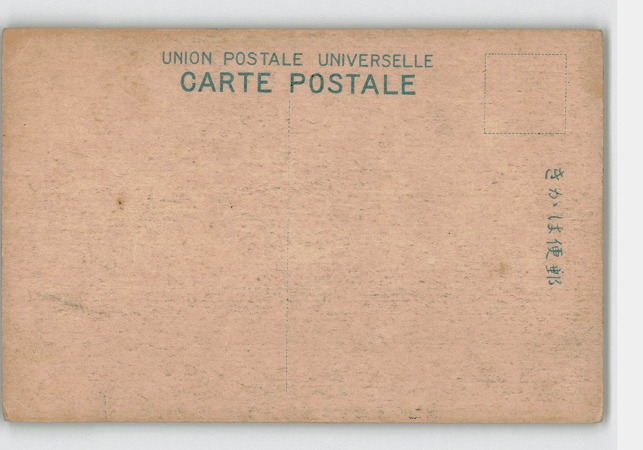 UNION POSTALE UNIVERSELLE
CARTE POSTALE
きかは便郵